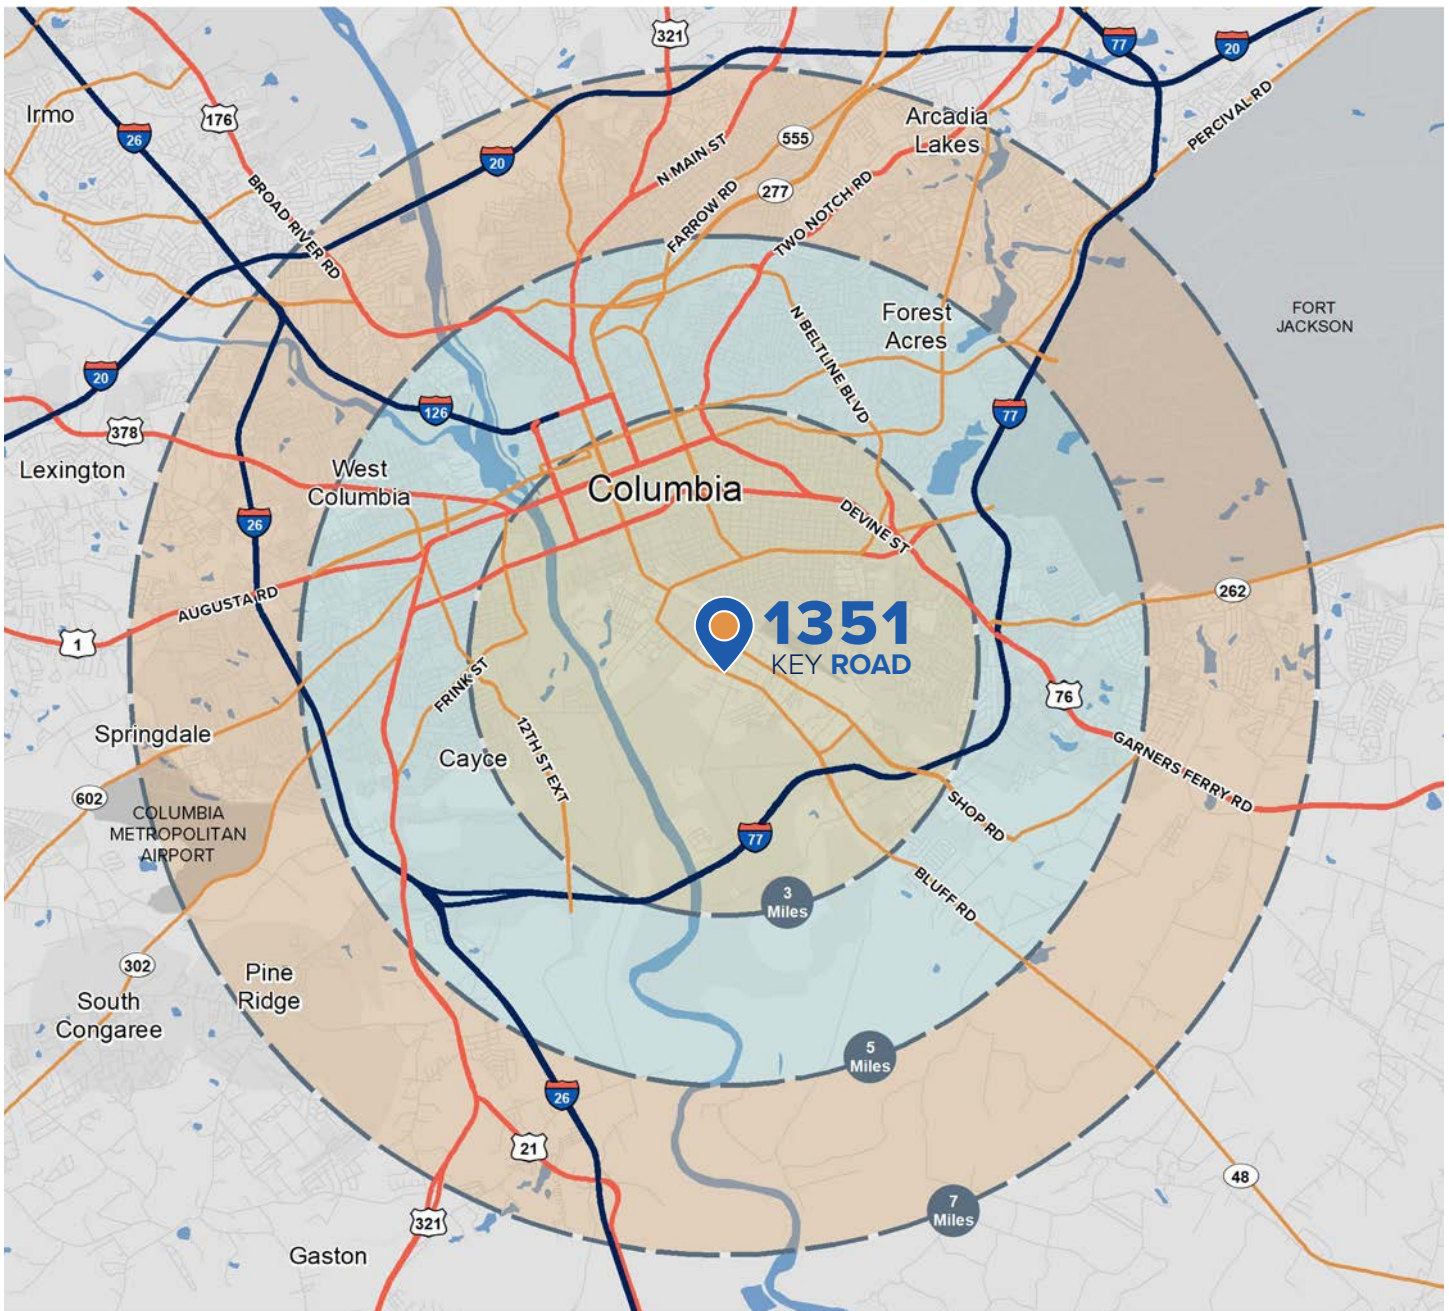 321
77
20
Irmo
176
26
555
Arcadia
Lakes
PERCIVAL RD
20
N MAIN ST
277
BROAD RIVER RD
FARROW RD
TWO NOTCH RD
FORT
JACKSON
Forest
Acres
N BELTLINE BLVD
20
126
77
378
Lexington
West
Columbia
Columbia
DEVINE ST
26
AUGUSTA RD
262
1
1351
KEY ROAD
FRINK ST
76
Springdale
12TH ST EXT
Cayce
GARNERS FERRY RD
602
COLUMBIA
METROPOLITAN
AIRPORT
SHOP RD
77
3
Miles
BLUFF RD
302
Pine
Ridge
South
Congaree
5
Miles
26
21
48
7
Miles
321
Gaston